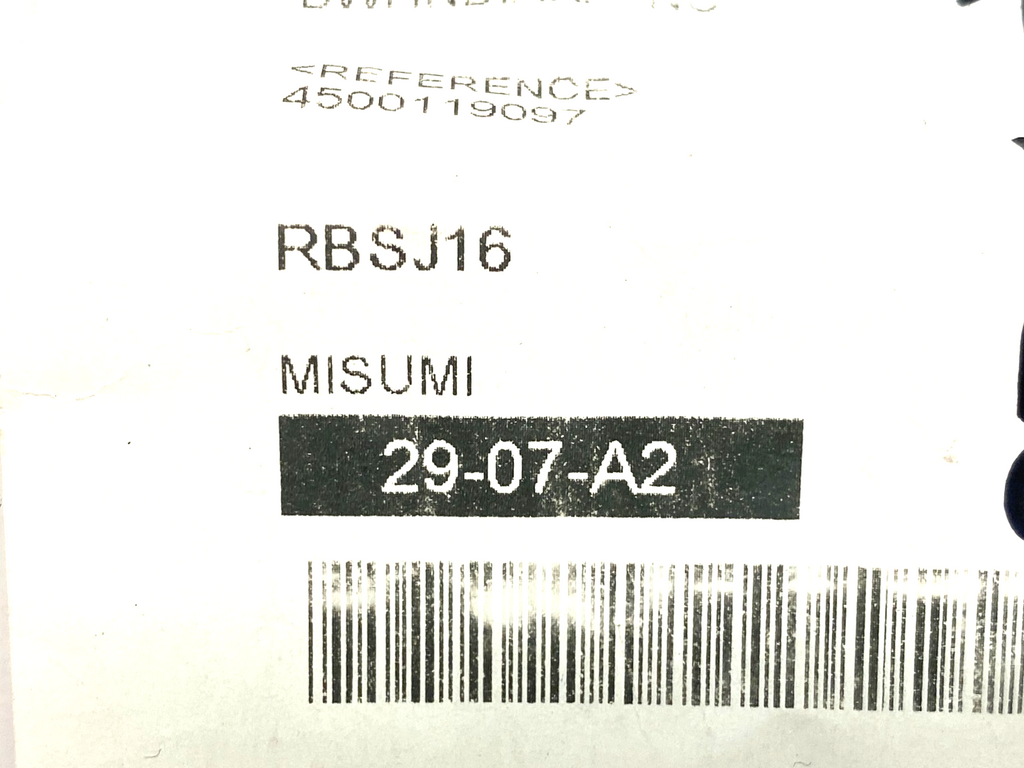 <REFERENCE>
4500119097
RBSJ16
MISUMI
29-07-A2